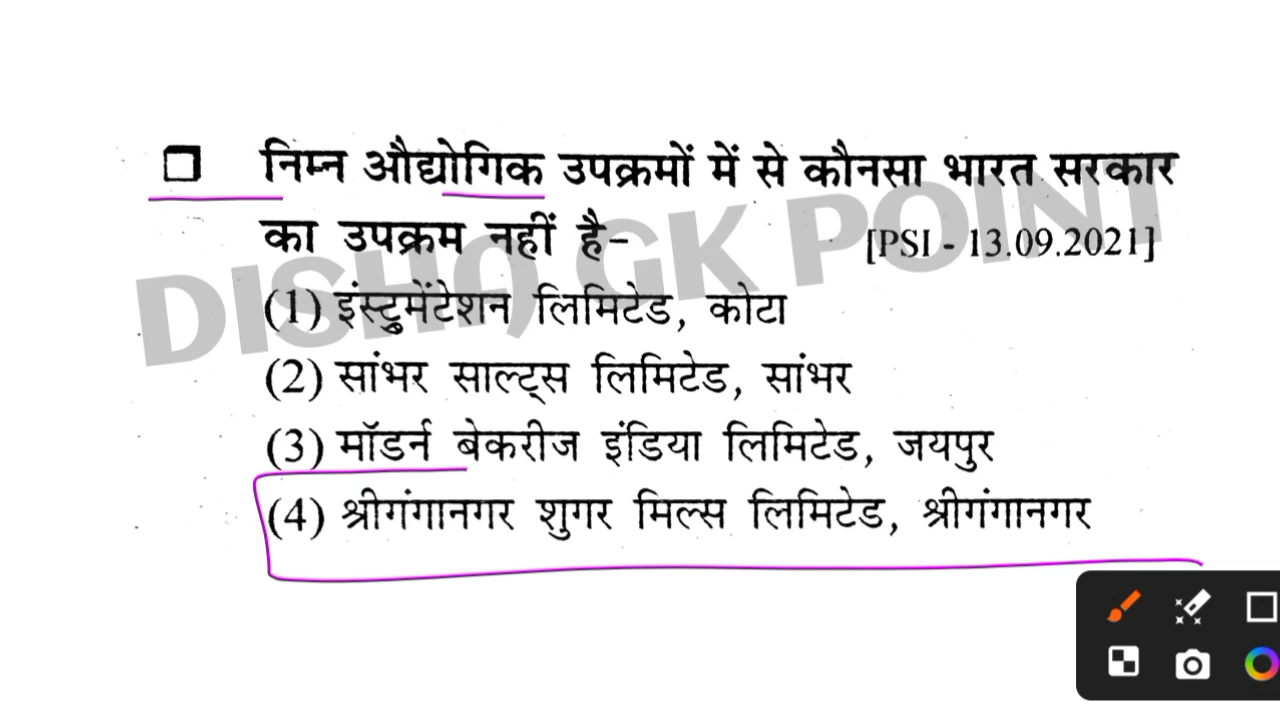 निम्न औद्योगिक उपक्रमों में से कौनसा भारत सरकार
का उपक्रम नहीं है- [PSI - 13.09.2021]
(1) इंस्ट्रुमेंटेशन लिमिटेड, कोटा
(2) सांभर साल्ट्स लिमिटेड, सांभर
(3) मॉडर्न बेकरीज इंडिया लिमिटेड, जयपुर
(4) श्रीगंगानगर शुगर मिल्स लिमिटेड, श्रीगंगानगर
GK POINT